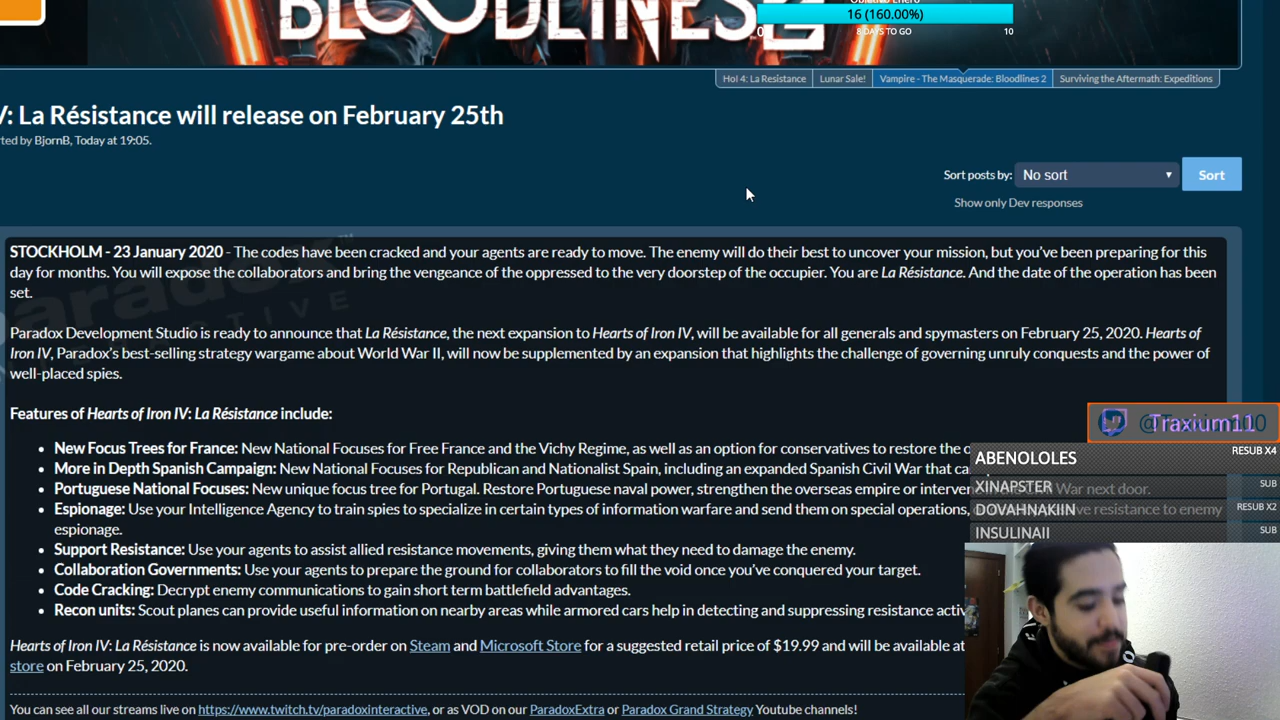 BLOODLINES 2
16 (160.00%)
0
8 DAYS TO GO
10
HoI 4: La Resistance
Lunar Sale!
Vampire - The Masquerade: Bloodlines 2
Surviving the Aftermath: Expeditions
V: La Résistance will release on February 25th
rted by BjornB, Today at 19:05.
Sort posts by:
No sort
Sort
Show only Dev responses
STOCKHOLM - 23 January 2020 - The codes have been cracked and your agents are ready to move. The enemy will do their best to uncover your mission, but you've been preparing for this
day for months. You will expose the collaborators and bring the vengeance of the oppressed to the very doorstep of the occupier. You are La Resistance. And the date of the operation has been
set.
Paradox Development Studio is ready to announce that La Résistance, the next expansion to Hearts of Iron IV, will be available for all generals and spymasters on February 25, 2020. Hearts of
Iron IV, Paradox's best-selling strategy wargame about World War II, will now be supplemented by an expansion that highlights the challenge of governing unruly conquests and the power of
well-placed spies.
Features of Hearts of Iron IV: La Résistance include:
New Focus Trees for France: New National Focuses for Free France and the Vichy Regime, as well as an option for conservatives to restore the
More in Depth Spanish Campaign: New National Focuses for Republican and Nationalist Spain, including an expanded Spanish Civil War that
Portuguese National Focuses: New unique focus tree for Portugal. Restore Portuguese naval power, strengthen the overseas empire or interven Civil War next door.
Espionage: Use your Intelligence Agency to train spies to specialize in certain types of information warfare and send them on special operations, resistance to enemy
espionage.
Support Resistance: Use your agents to assist allied resistance movements, giving them what they need to damage the enemy.
Collaboration Governments: Use your agents to prepare the ground for collaborators to fill the void once you've conquered your target.
Code Cracking: Decrypt enemy communications to gain short term battlefield advantages.
Recon units: Scout planes can provide useful information on nearby areas while armored cars help in detecting and suppressing resistance
Hearts of Iron IV: La Résistance is now available for pre-order on Steam and Microsoft Store for a suggested retail price of $19.99 and will be available at
store on February 25, 2020.
You can see all our streams live on https://www.twitch.tv/paradoxinteractive, or as VOD on our ParadoxExtra or Paradox Grand Strategy Youtube channels!
@Traxium110
ABENOLOLES RESUB X4
XINAPSTER SUB
DOVAHNAKIIN RESUB X2
INSULINAII SUB